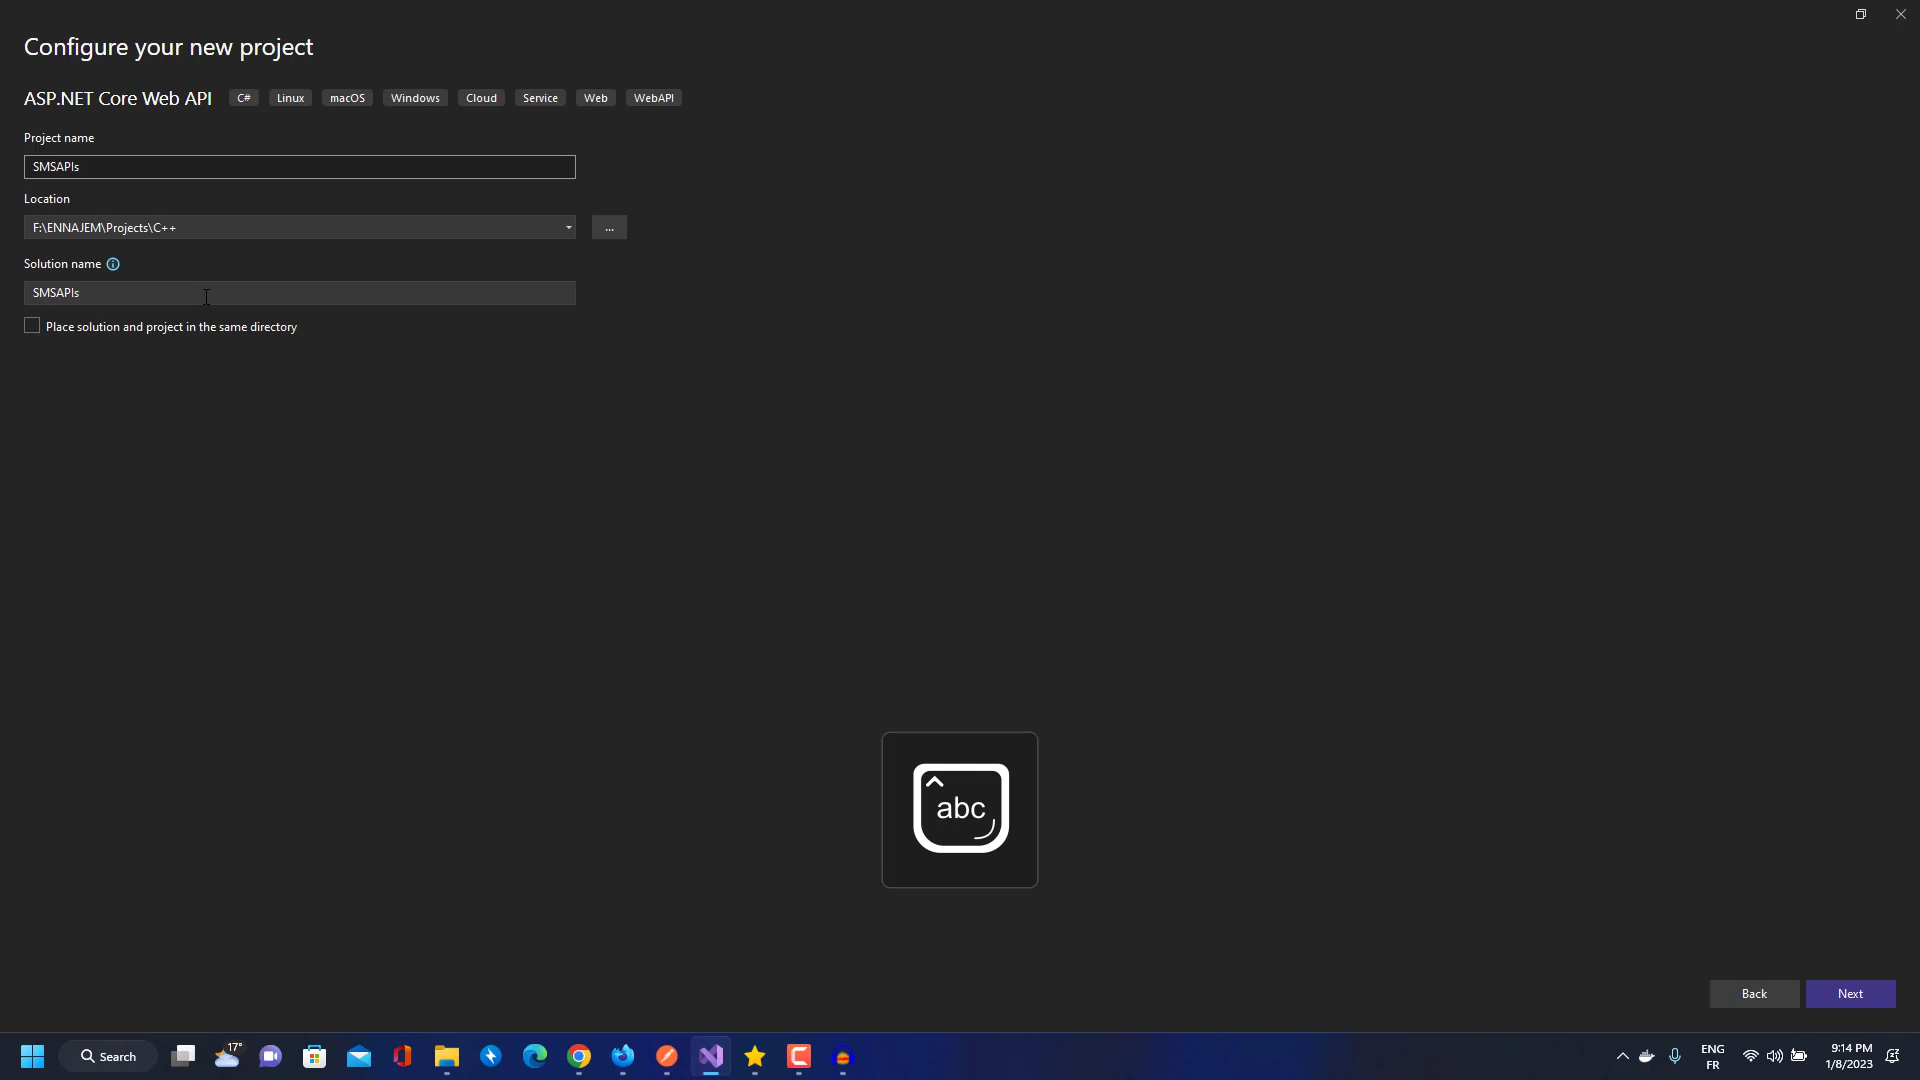 Configure your new project
ASP.NET Core Web API C# Linux macOS Windows Cloud Service Web WebAPI
Project name
SMSAPIs
Location
F:\ENNAJEM\Projects\C++
...
Solution name
SMSAPIs
Place solution and project in the same directory
abc
Back Next
17°
Search
ENG
FR
9:14 PM
1/8/2023